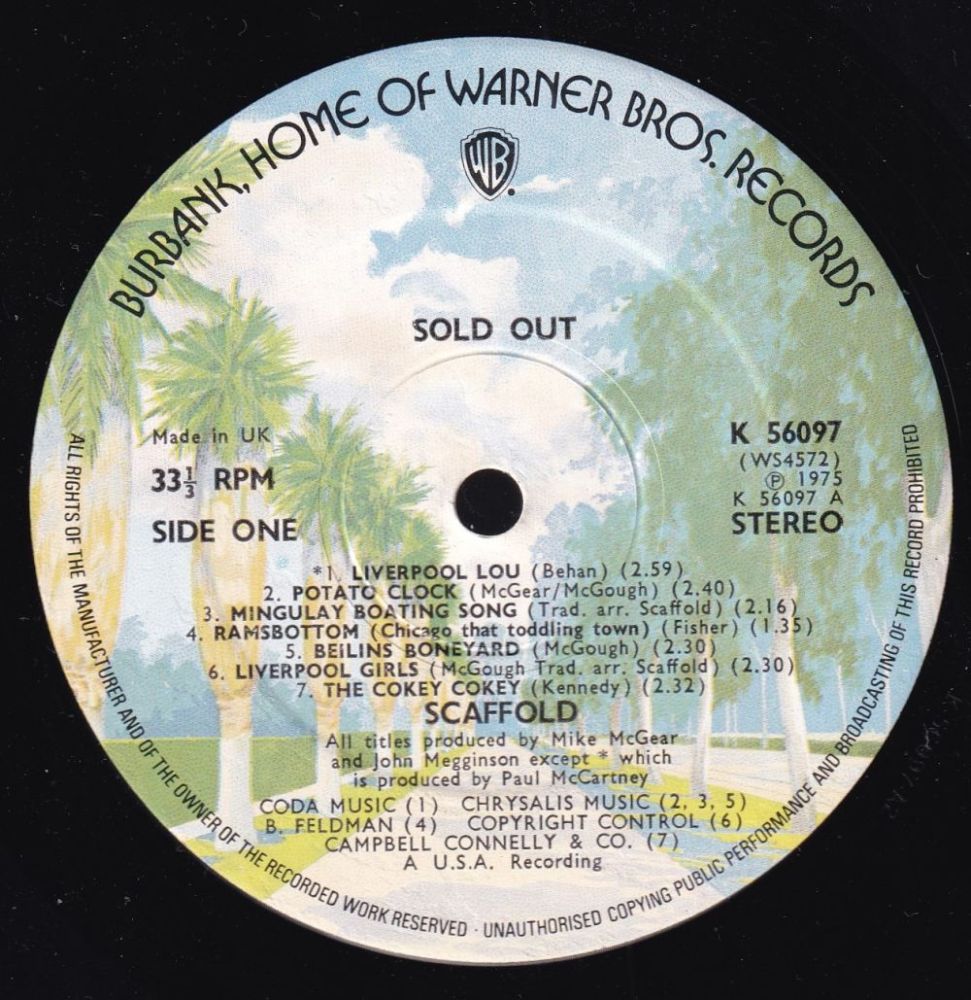 BURBANK, HOME OF WARNER BROS. RECORDS
WB
SOLD OUT
Made in UK
33⅓ RPM
SIDE ONE
K 56097
(WS4572)
℗ 1975
K 56097 A
STEREO
*1. LIVERPOOL LOU (Behan) (2.59)
2. POTATO CLOCK (McGear/McGough) (2.40)
3. MINGULAY BOATING SONG (Trad. arr. Scaffold) (2.16)
4. RAMSBOTTOM (Chicago that toddling town) (Fisher) (1.35)
5. BEILINS BONEYARD (McGough) (2.30)
6. LIVERPOOL GIRLS (McGough Trad. arr. Scaffold) (2.30)
7. THE COKEY COKEY (Kennedy) (2.32)
SCAFFOLD
All titles produced by Mike McGear
and John Megginson except * which
is produced by Paul McCartney
CODA MUSIC (1) CHRYSALIS MUSIC (2, 3, 5)
B. FELDMAN (4) COPYRIGHT CONTROL (6)
CAMPBELL CONNELLY & CO. (7)
A U.S.A. Recording
ALL RIGHTS OF THE MANUFACTURER AND OF THE OWNER OF THE RECORDED WORK RESERVED · UNAUTHORISED COPYING PUBLIC PERFORMANCE AND BROADCASTING OF THIS RECORD PROHIBITED